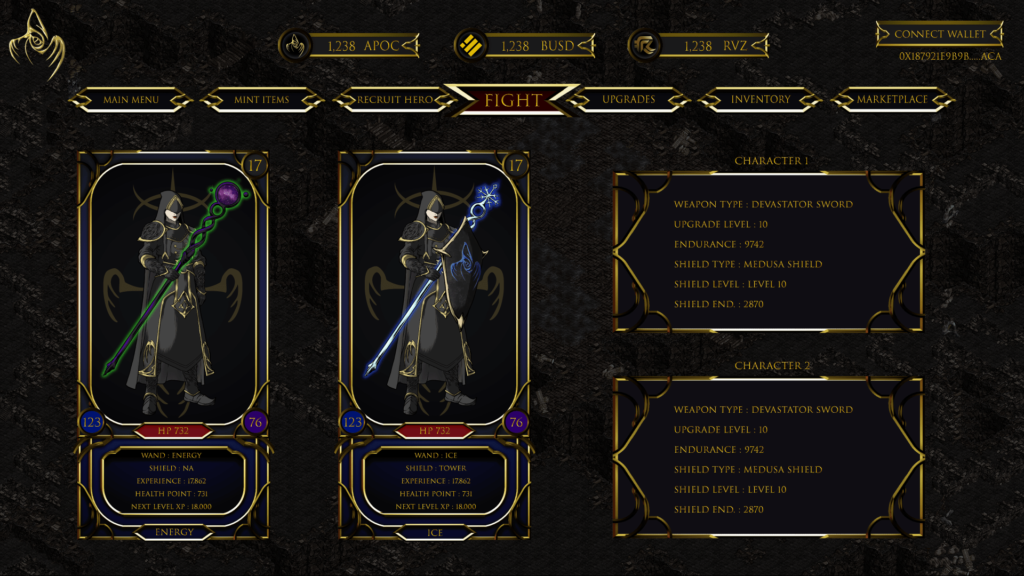 1,238 APOC
1,238 BUSD
1,238 RVZ
CONNECT WALLET
0X187921E9B9B.....ACA
MAIN MENU
MINT ITEMS
RECRUIT HERO
FIGHT
UPGRADES
INVENTORY
MARKETPLACE
17
123
76
HP 732
WAND : ENERGY
SHIELD : NA
EXPERIENCE : 17.862
HEALTH POINT : 731
NEXT LEVEL XP : 18.000
ENERGY
17
123
76
HP 732
WAND : ICE
SHIELD : TOWER
EXPERIENCE : 17.862
HEALTH POINT : 731
NEXT LEVEL XP : 18.000
ICE
CHARACTER 1
WEAPON TYPE : DEVASTATOR SWORD
UPGRADE LEVEL : 10
ENDURANCE : 9742
SHIELD TYPE : MEDUSA SHIELD
SHIELD LEVEL : LEVEL 10
SHIELD END. : 2870
CHARACTER 2
WEAPON TYPE : DEVASTATOR SWORD
UPGRADE LEVEL : 10
ENDURANCE : 9742
SHIELD TYPE : MEDUSA SHIELD
SHIELD LEVEL : LEVEL 10
SHIELD END. : 2870